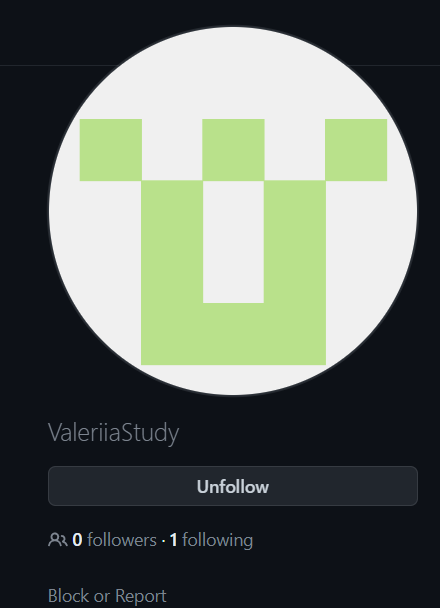 ValeriiaStudy
Unfollow
0 followers · 1 following
Block or Report